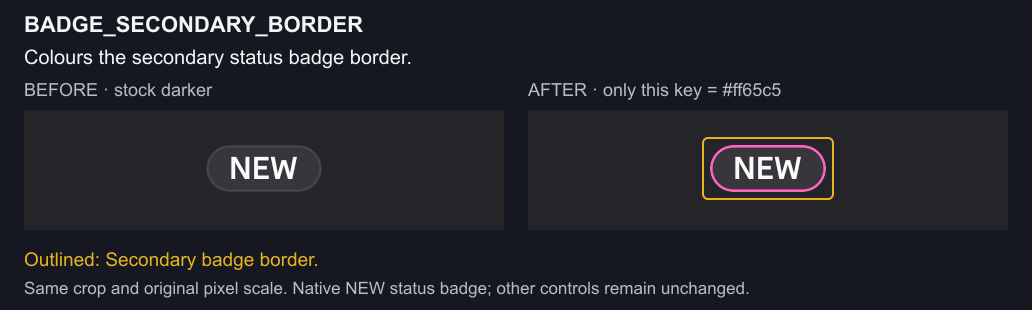 BADGE_SECONDARY_BORDER
Colours the secondary status badge border.
BEFORE · stock darker
AFTER · only this key = #ff65c5
NEW
NEW
Outlined: Secondary badge border.
Same crop and original pixel scale. Native NEW status badge; other controls remain unchanged.